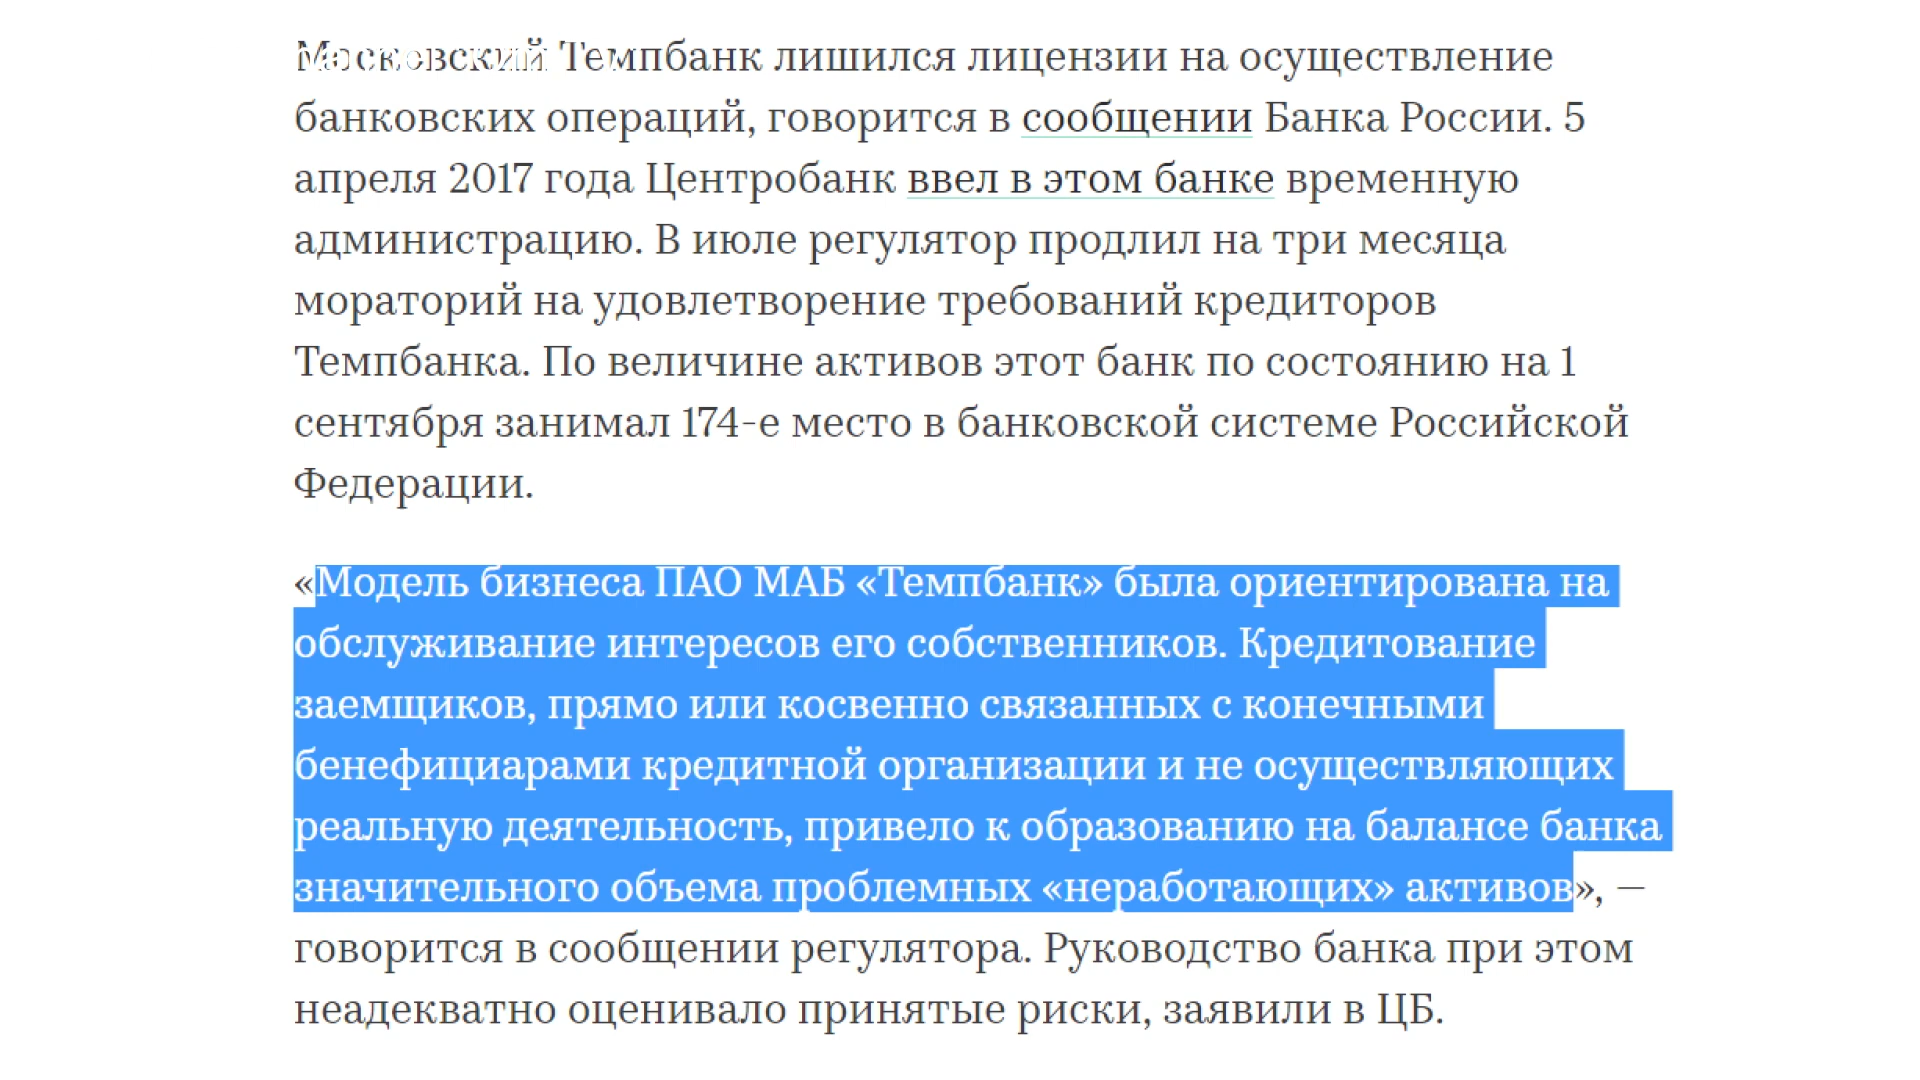 Московский Темпбанк лишился лицензии на осуществление
банковских операций, говорится в сообщении Банка России. 5
апреля 2017 года Центробанк ввел в этом банке временную
администрацию. В июле регулятор продлил на три месяца
мораторий на удовлетворение требований кредиторов
Темпбанка. По величине активов этот банк по состоянию на 1
сентября занимал 174-е место в банковской системе Российской
Федерации.
«Модель бизнеса ПАО МАБ «Темпбанк» была ориентирована на
обслуживание интересов его собственников. Кредитование
заемщиков, прямо или косвенно связанных с конечными
бенефициарами кредитной организации и не осуществляющих
реальную деятельность, привело к образованию на балансе банка
значительного объема проблемных «неработающих» активов», —
говорится в сообщении регулятора. Руководство банка при этом
неадекватно оценивало принятые риски, заявили в ЦБ.